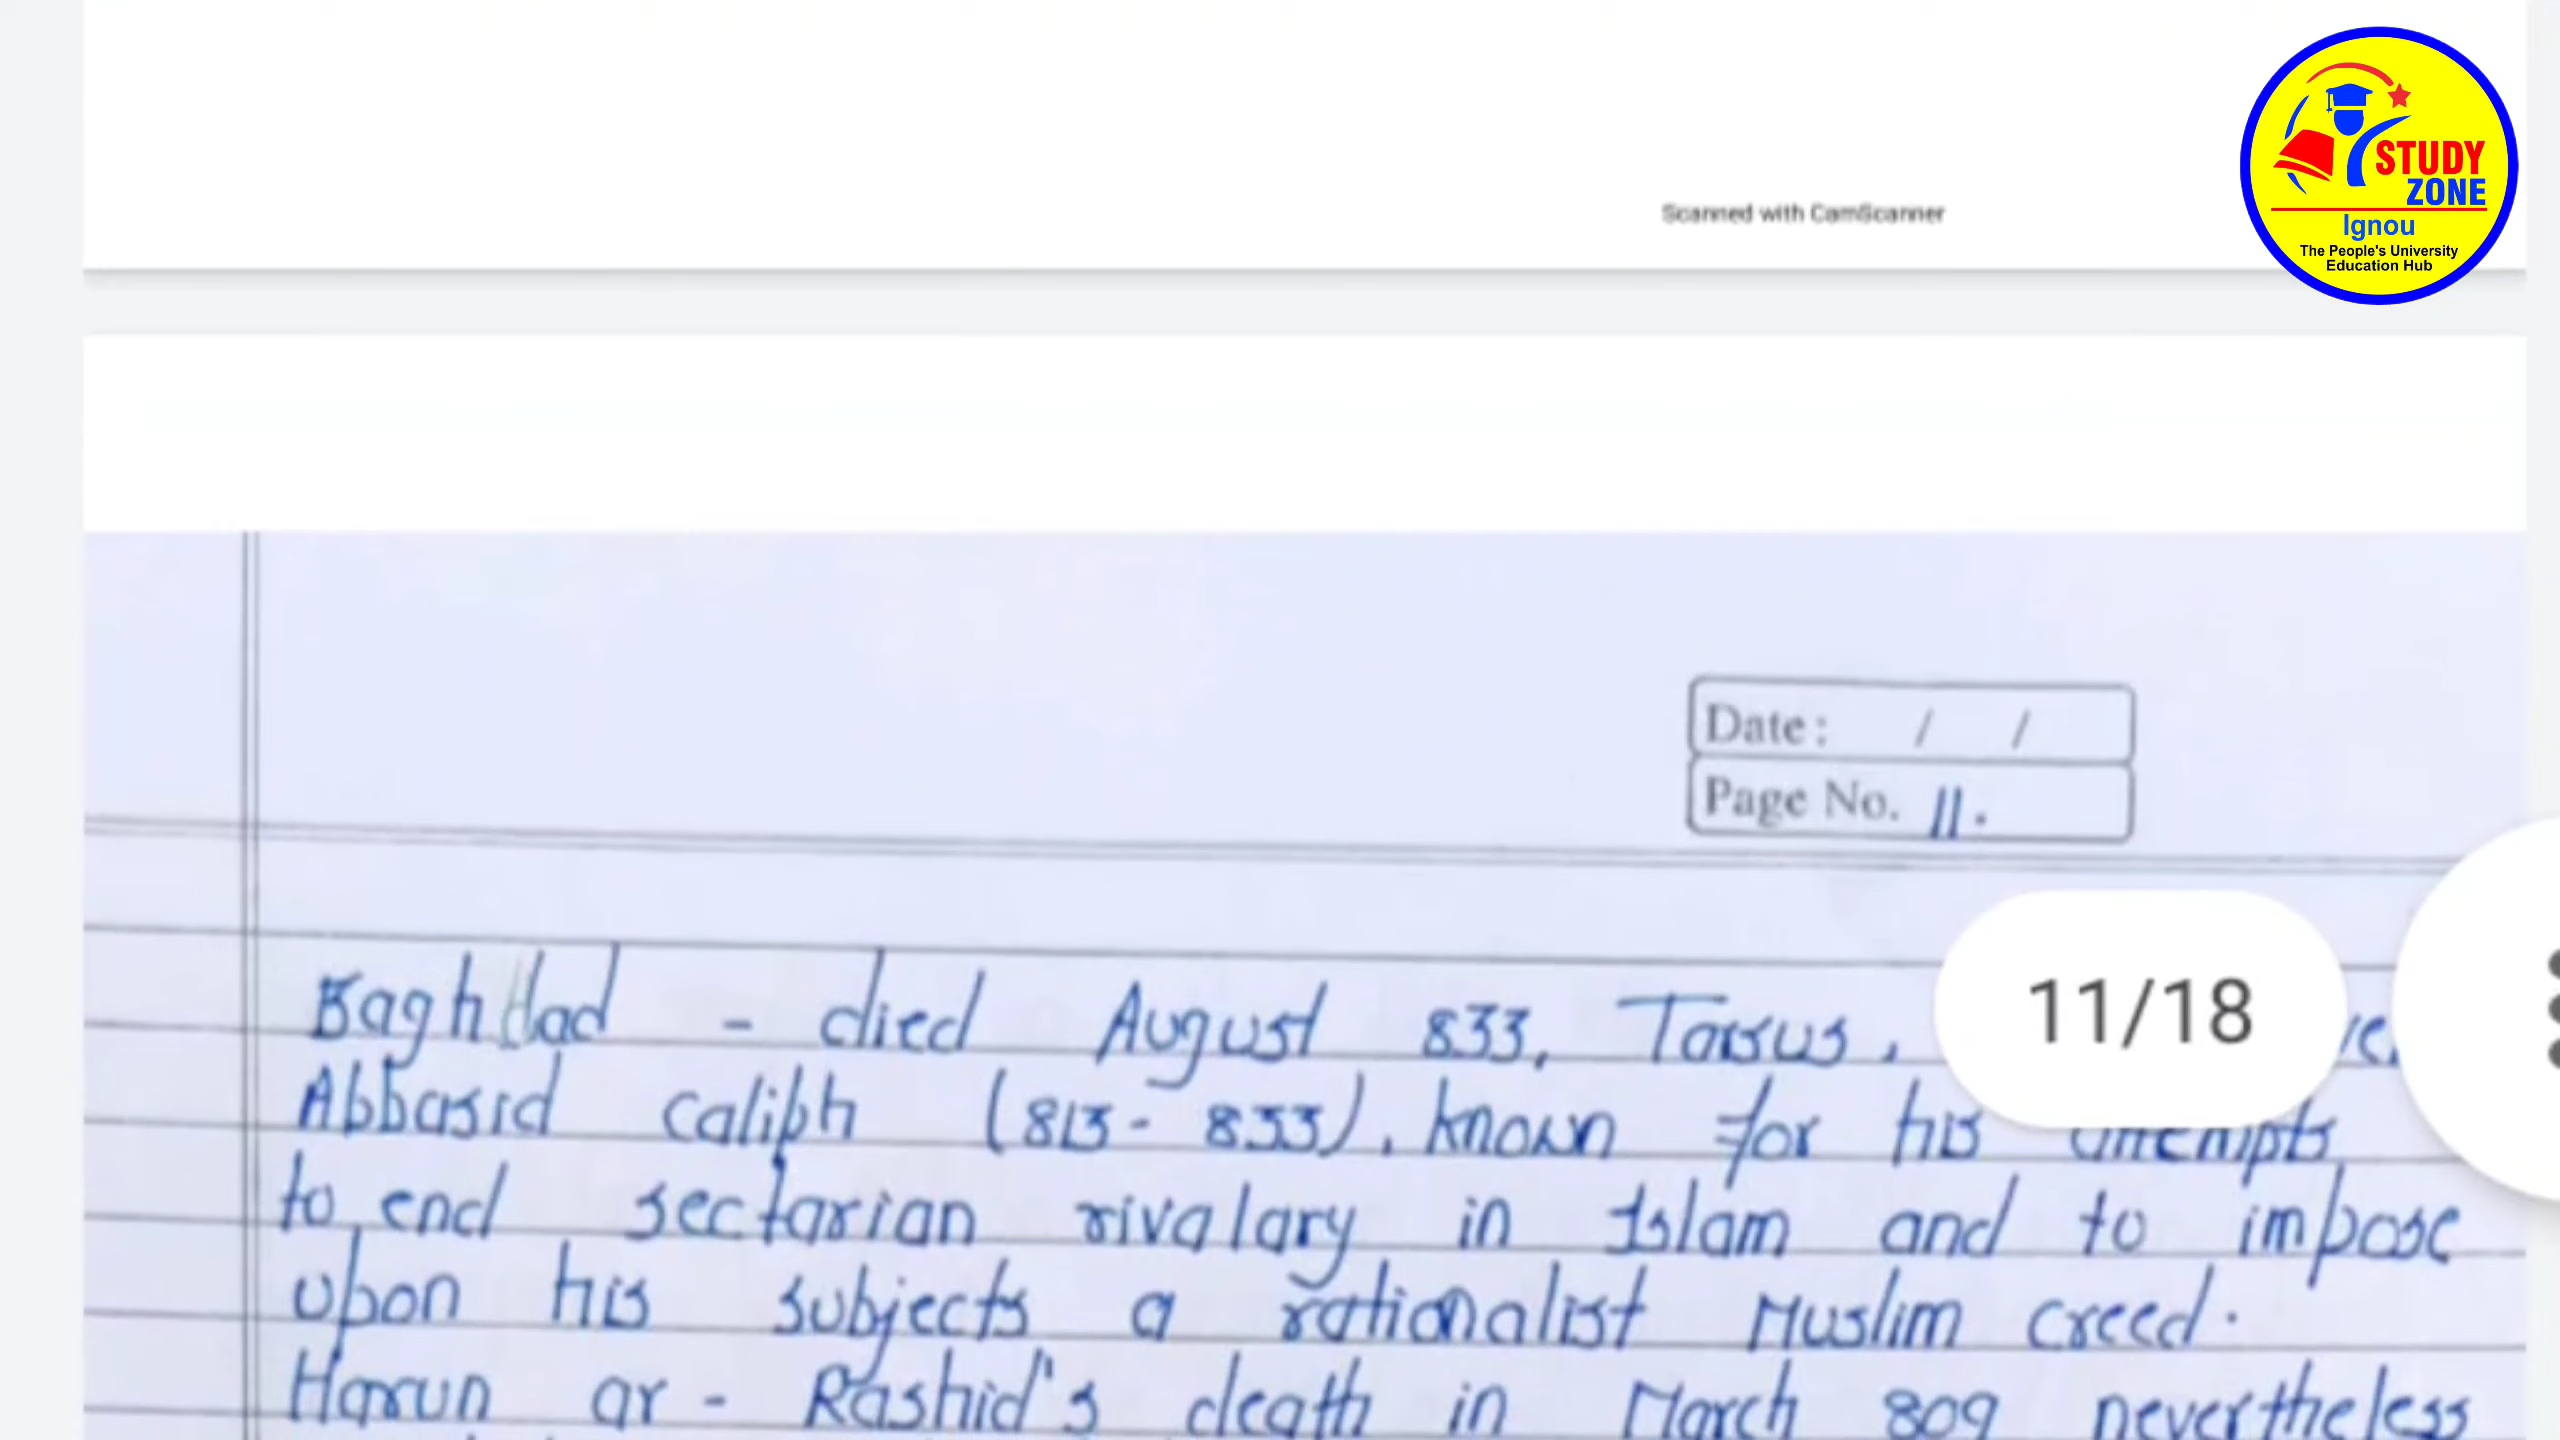 STUDY
ZONE
Ignou
The People's University
Education Hub
Scanned with CamScanner
Date: / /
Page No. 11.
11/18
Baghdad - died August 833, Tarsus,
Abbasid caliph (813- 833), known for his attempts
to end sectarian rivalary in Islam and to impose
upon his subjects a rationalist Muslim creed.
Harun ar - Rashid's death in March 809 nevertheless